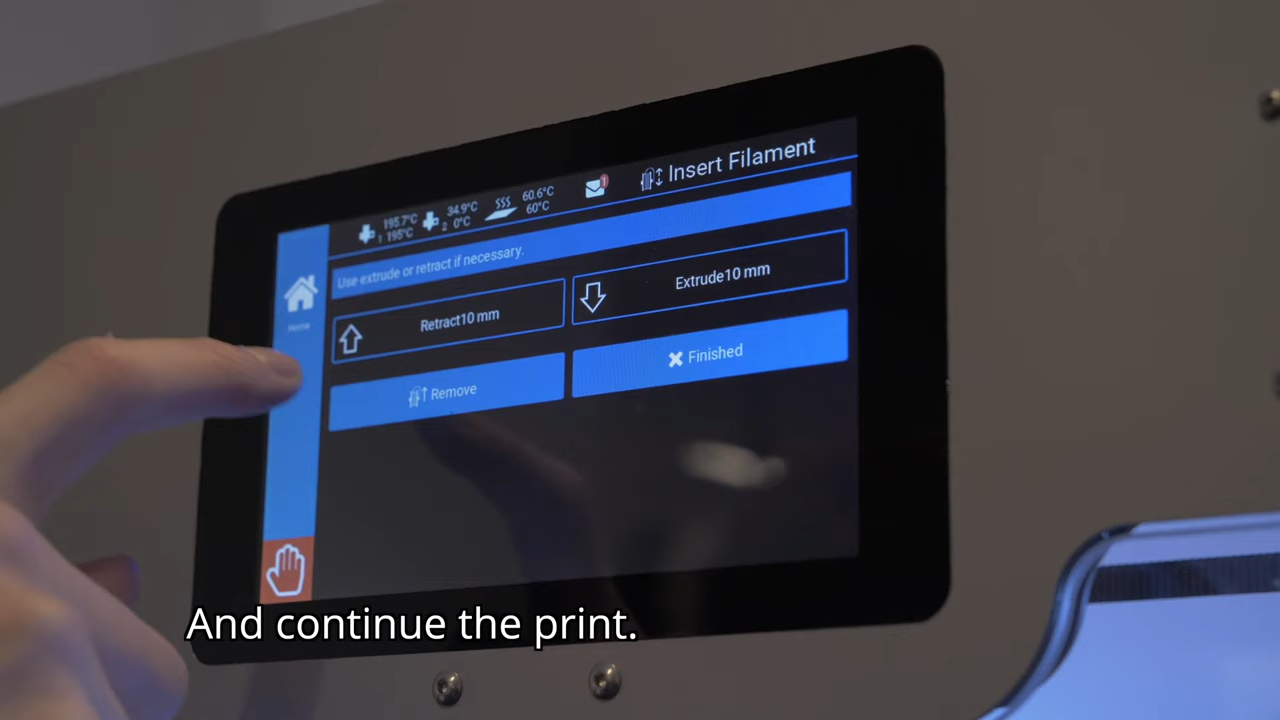 195.7°C 34.9°C 60.6°C 1 Insert Filament
1 195°C 2 0°C 60°C
Use extrude or retract if necessary.
Home
Retract10 mm Extrude10 mm
Remove Finished
And continue the print.